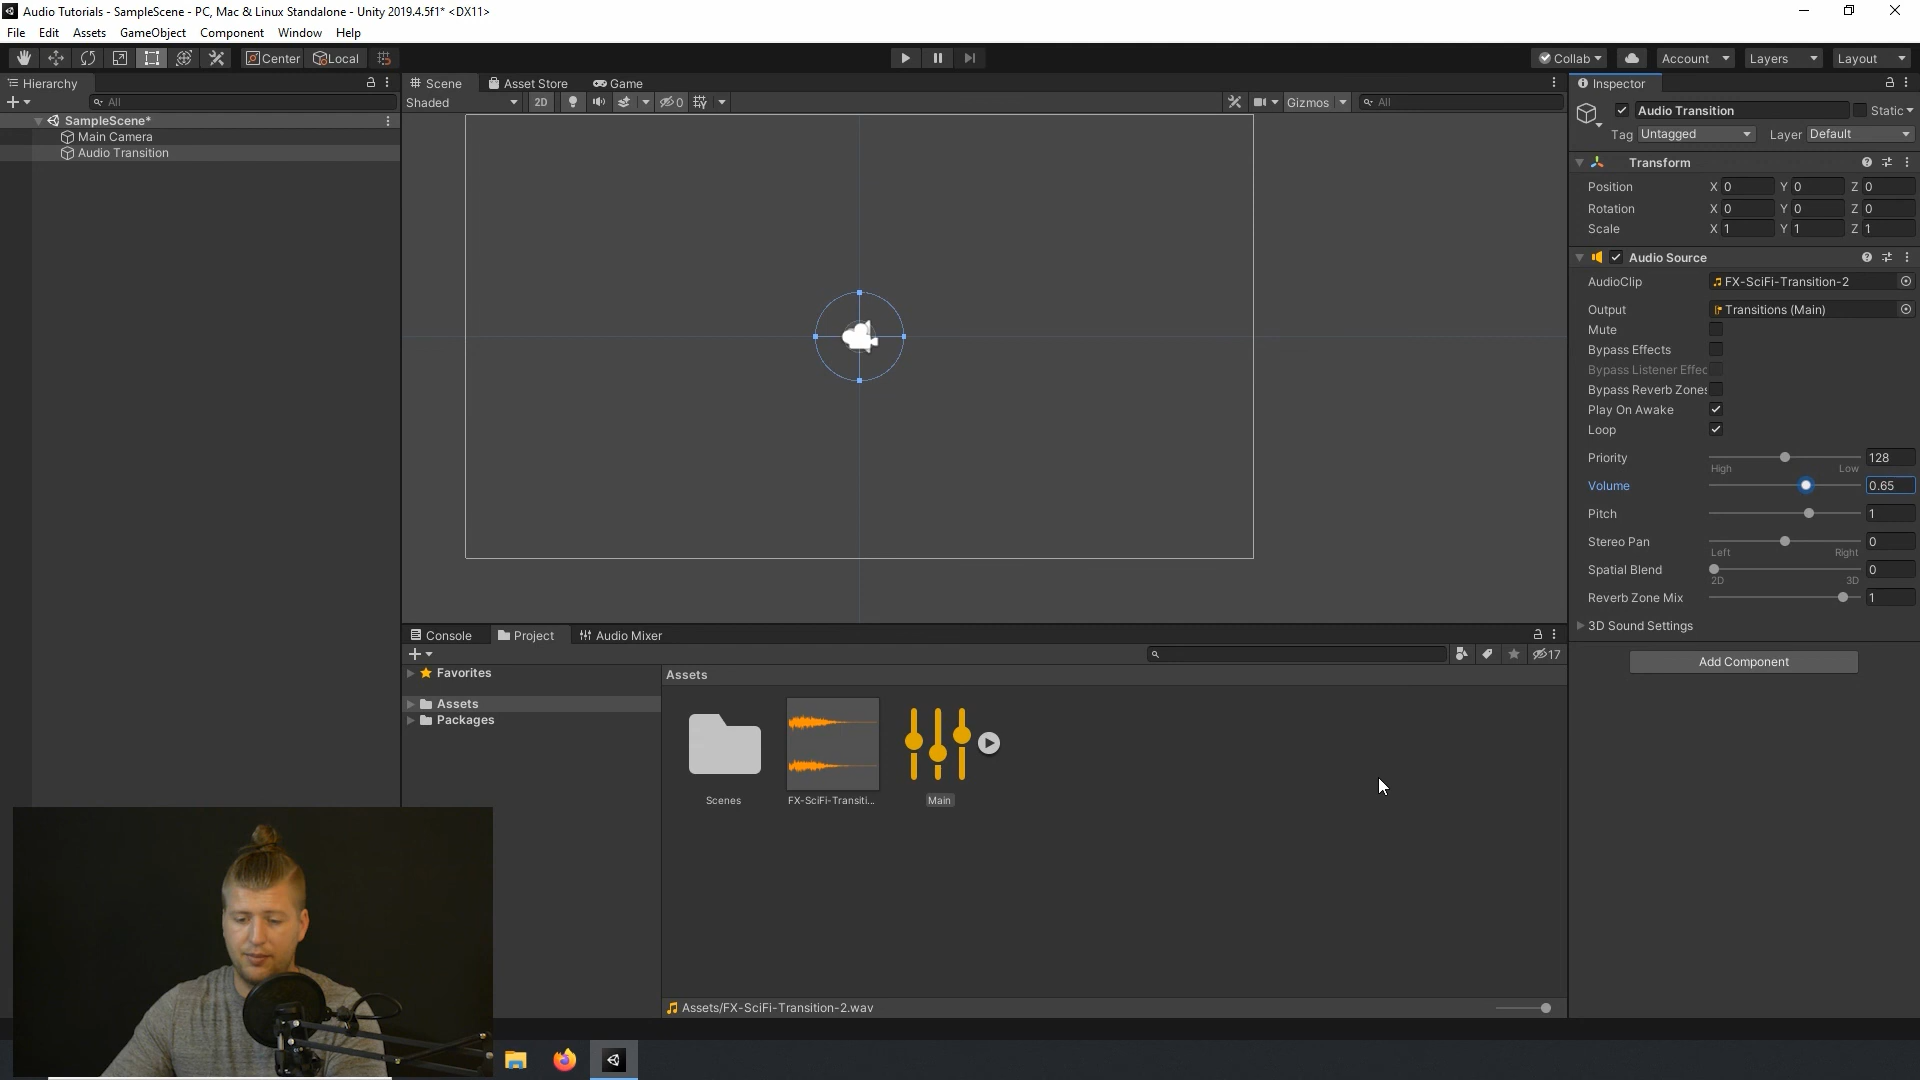 Audio Tutorials - SampleScene - PC, Mac & Linux Standalone - Unity 2019.4.5f1* <DX11>
File Edit Assets GameObject Component Window Help
Center Local Collab Account Layers Layout
Hierarchy
All
SampleScene*
Main Camera
Audio Transition
Scene Asset Store Game
Shaded 2D 0 Gizmos All
Inspector
Audio Transition Static
Tag Untagged Layer Default
Transform
Position X 0 Y 0 Z 0
Rotation X 0 Y 0 Z 0
Scale X 1 Y 1 Z 1
Audio Source
AudioClip FX-SciFi-Transition-2
Output Transitions (Main)
Mute
Bypass Effects
Bypass Listener Effec
Bypass Reverb Zones
Play On Awake
Loop
Priority 128
High Low
Volume 0.65
Pitch 1
Stereo Pan 0
Left Right
Spatial Blend 0
2D 3D
Reverb Zone Mix 1
3D Sound Settings
Add Component
Console Project Audio Mixer
17
Favorites
Assets
Packages
Assets
Scenes FX-SciFi-Transiti... Main
Assets/FX-SciFi-Transition-2.wav